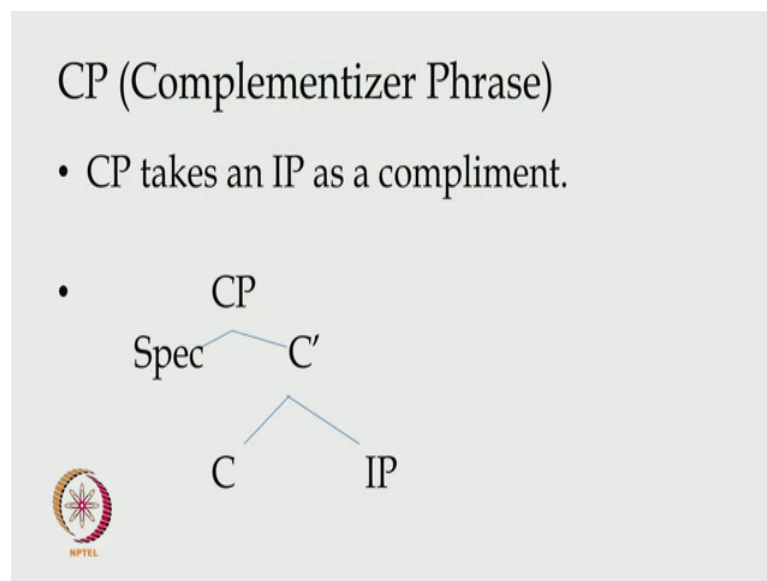 CP (Complementizer Phrase)
• CP takes an IP as a compliment.
• CP
Spec C′
C IP
NPTEL